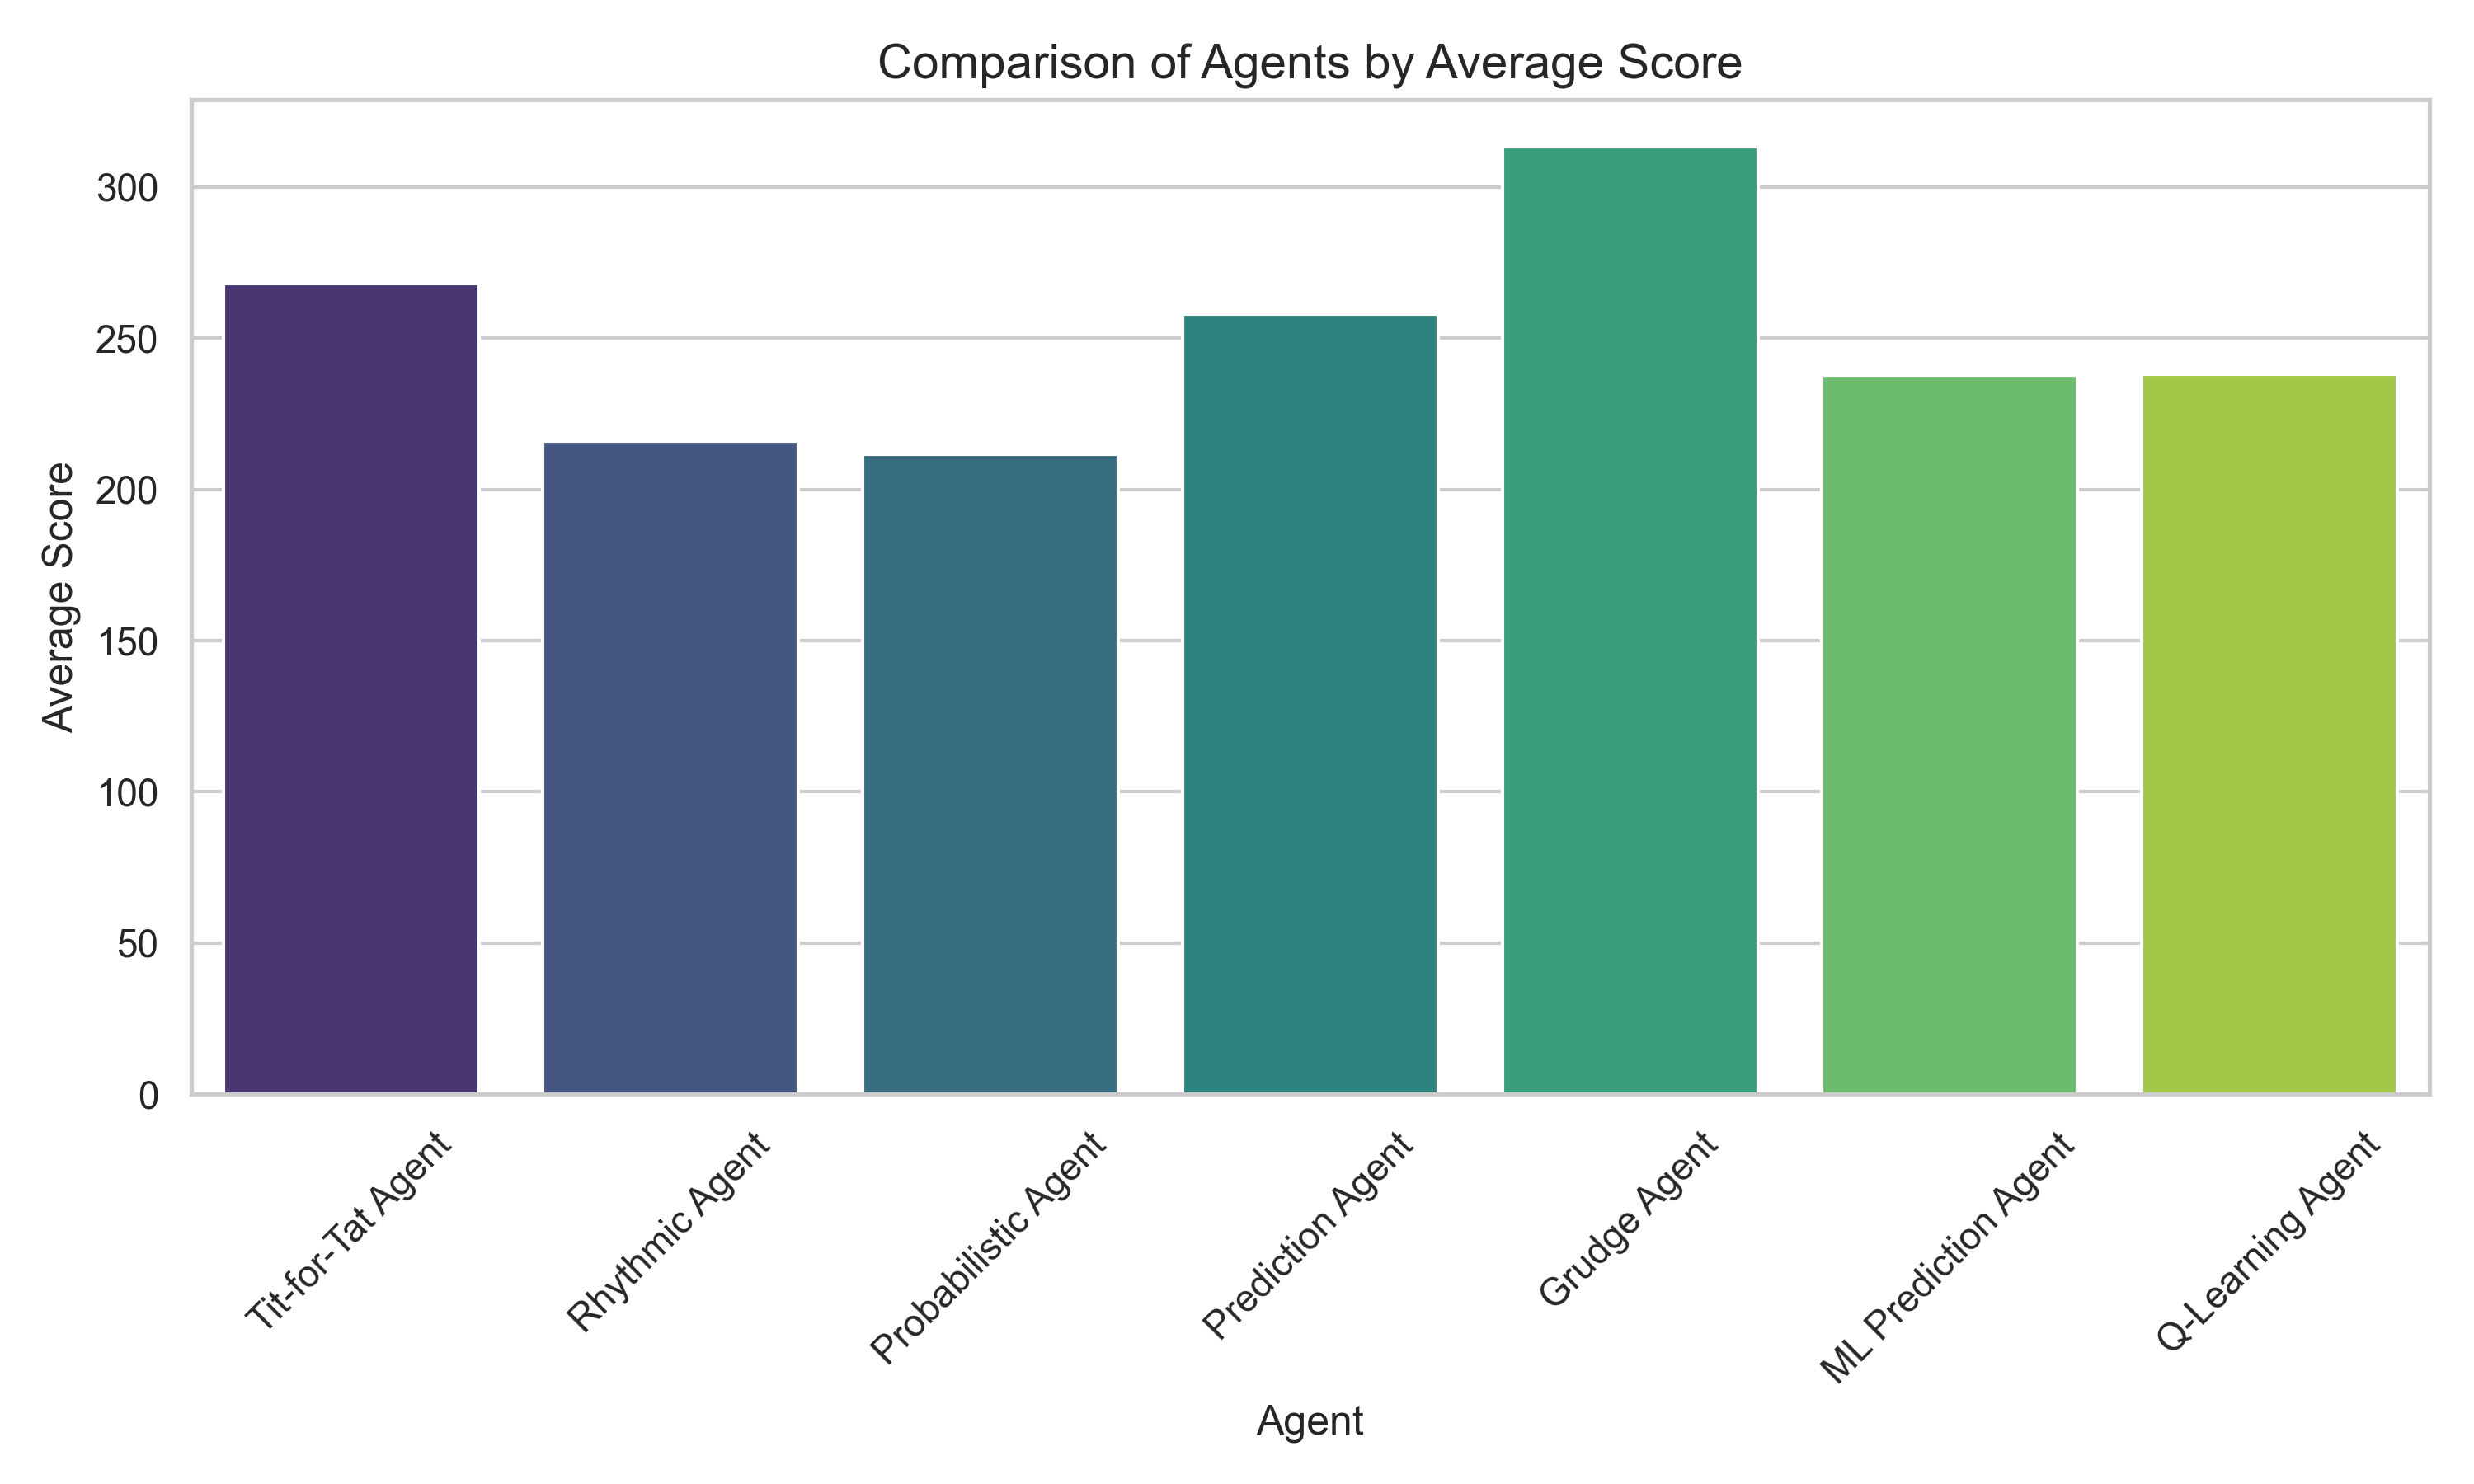 Comparison of Agents by Average Score
Average Score
300
250
200
150
100
50
0
Tit-for-Tat Agent
Rhythmic Agent
Probabilistic Agent
Prediction Agent
Grudge Agent
ML Prediction Agent
Q-Learning Agent
Agent